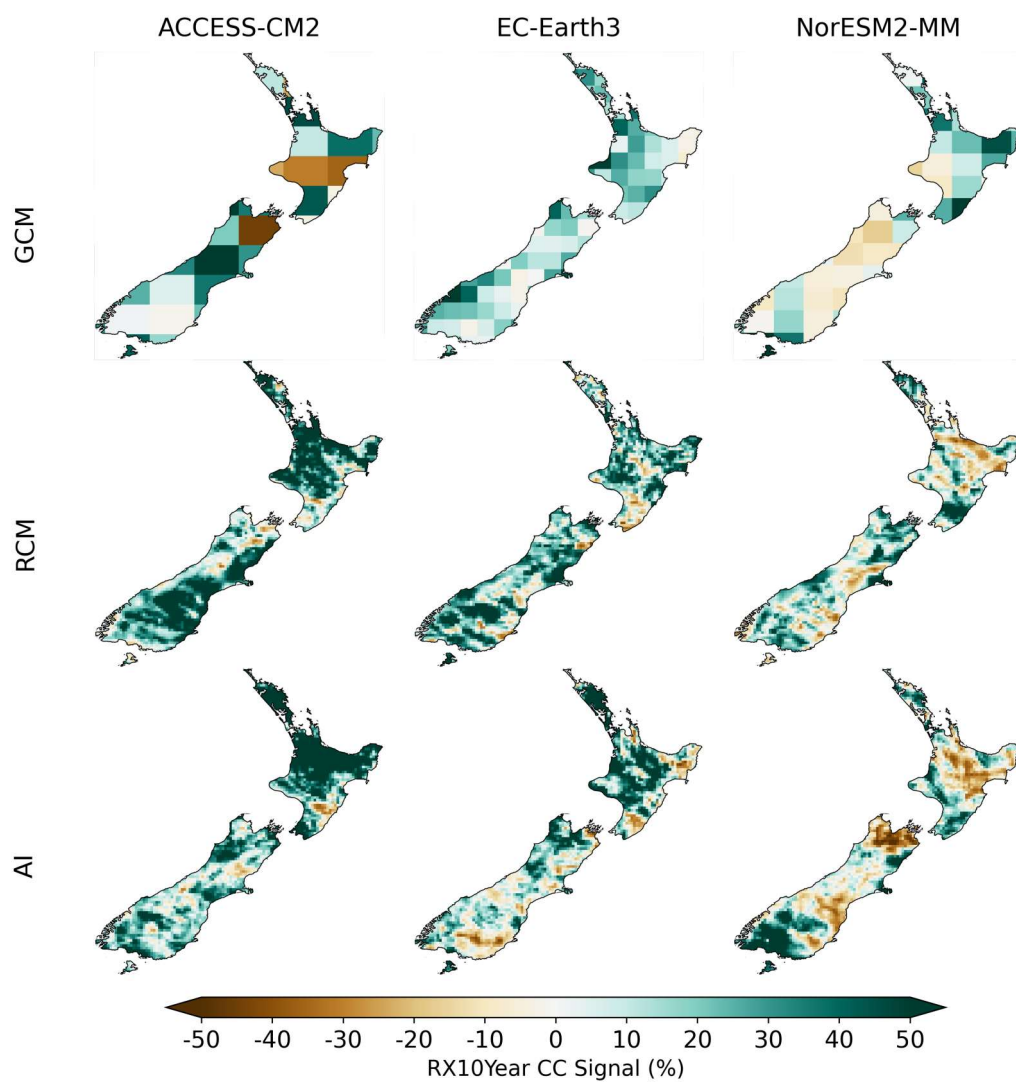 ACCESS-CM2 EC-Earth3 NorESM2-MM
GCM
RCM
AI
-50 -40 -30 -20 -10 0 10 20 30 40 50
RX10Year CC Signal (%)